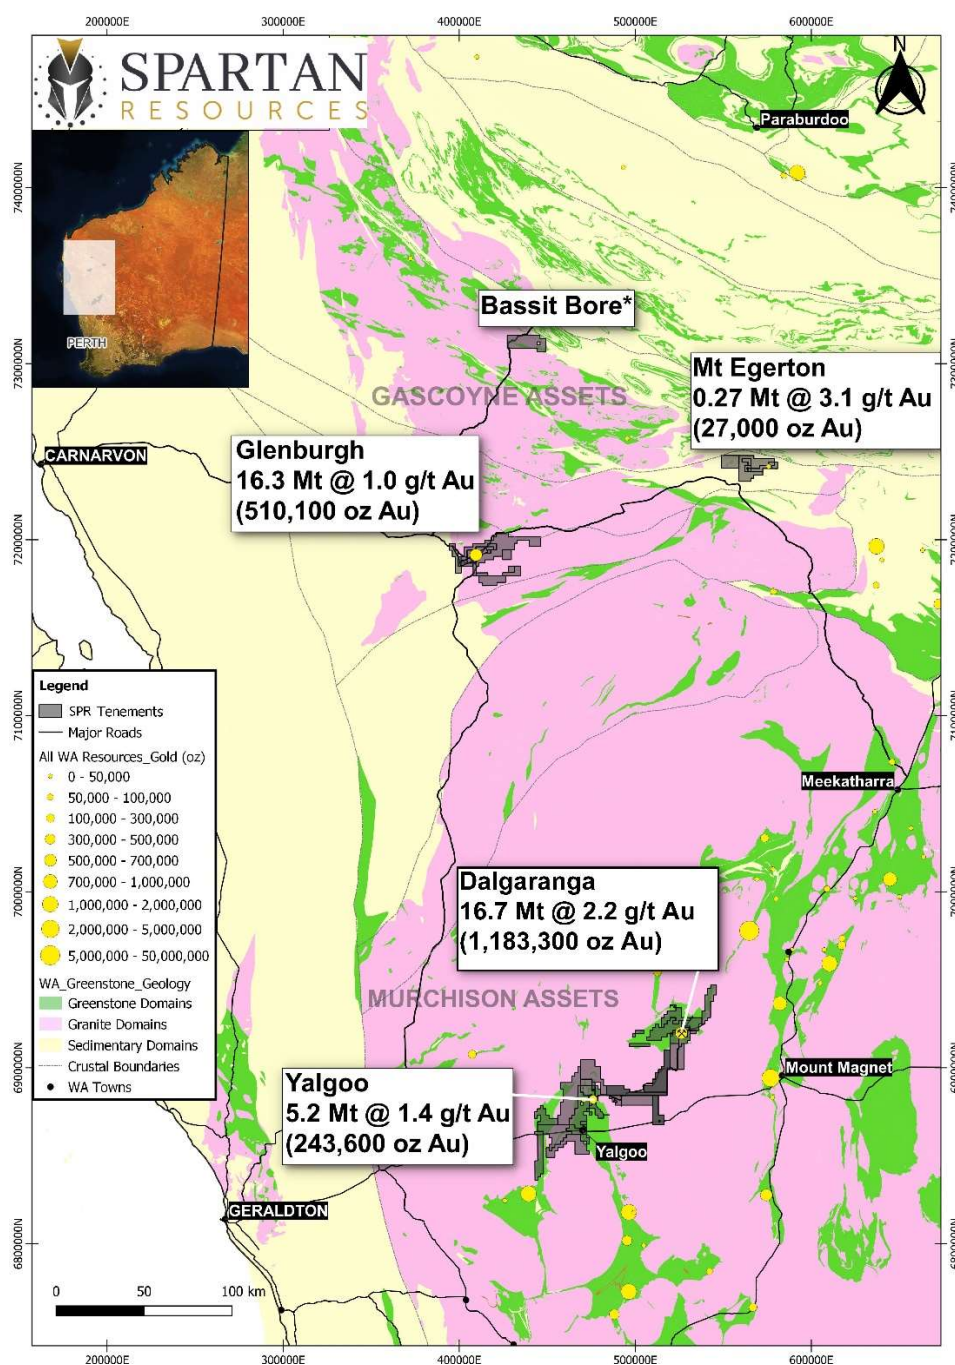 200000E 300000E 400000E 500000E 600000E
SPARTAN
RESOURCES
N
Paraburdoo
7400000N 7400000N
PERTH
Bassit Bore*
7300000N 7300000N
Mt Egerton
0.27 Mt @ 3.1 g/t Au
(27,000 oz Au)
GASCOYNE ASSETS
CARNARVON
Glenburgh
16.3 Mt @ 1.0 g/t Au
(510,100 oz Au)
7200000N 7200000N
Legend
SPR Tenements
Major Roads
All WA Resources_Gold (oz)
0 - 50,000
50,000 - 100,000
100,000 - 300,000
300,000 - 500,000
500,000 - 700,000
700,000 - 1,000,000
1,000,000 - 2,000,000
2,000,000 - 5,000,000
5,000,000 - 50,000,000
WA_Greenstone_Geology
Greenstone Domains
Granite Domains
Sedimentary Domains
Crustal Boundaries
WA Towns
7100000N 7100000N
Meekatharra
Dalgaranga
16.7 Mt @ 2.2 g/t Au
(1,183,300 oz Au)
7000000N 7000000N
MURCHISON ASSETS
6900000N 6900000N
Mount Magnet
Yalgoo
5.2 Mt @ 1.4 g/t Au
(243,600 oz Au)
Yalgoo
GERALDTON
6800000N 6800000N
0 50 100 km
200000E 300000E 400000E 500000E 600000E